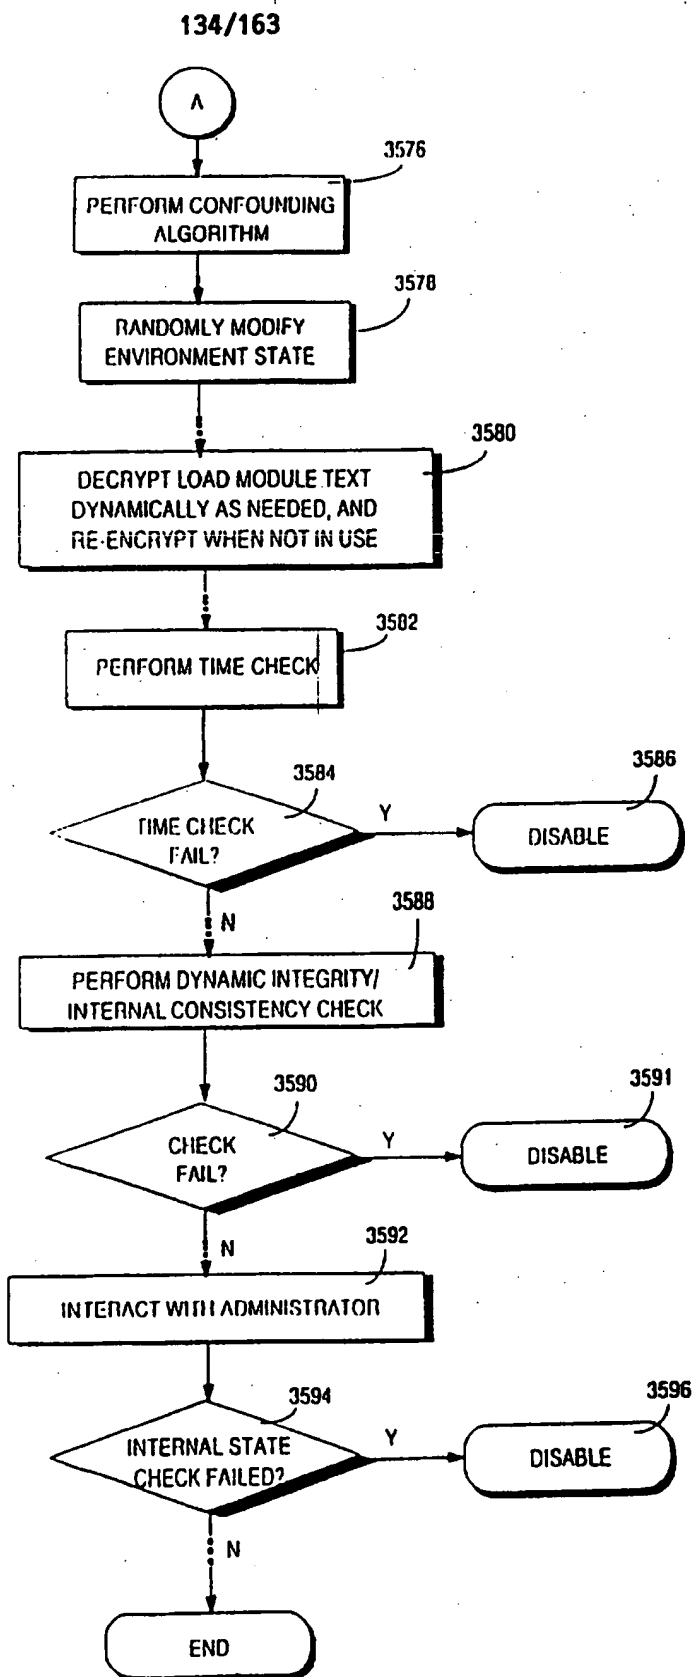 134/163
A
3576
PERFORM CONFOUNDING
ALGORITHM
3578
RANDOMLY MODIFY
ENVIRONMENT STATE
3580
DECRYPT LOAD MODULE TEXT
DYNAMICALLY AS NEEDED, AND
RE-ENCRYPT WHEN NOT IN USE
3582
PERFORM TIME CHECK
3584
3586
TIME CHECK
FAIL?
Y
DISABLE
N
3588
PERFORM DYNAMIC INTEGRITY/
INTERNAL CONSISTENCY CHECK
3590
3591
CHECK
FAIL?
Y
DISABLE
N
3592
INTERACT WITH ADMINISTRATOR
3594
3596
INTERNAL STATE
CHECK FAILED?
Y
DISABLE
N
END